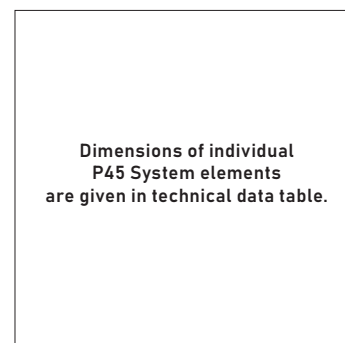 Dimensions of individual
P45 System elements
are given in technical data table.